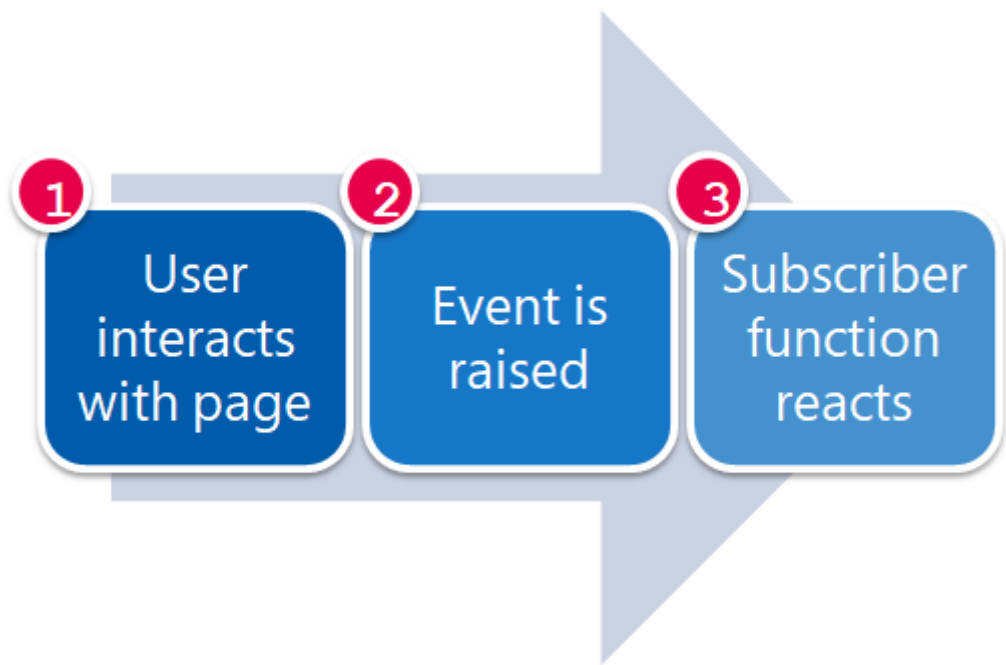 1
User
interacts
with page
2
Event is
raised
3
Subscriber
function
reacts